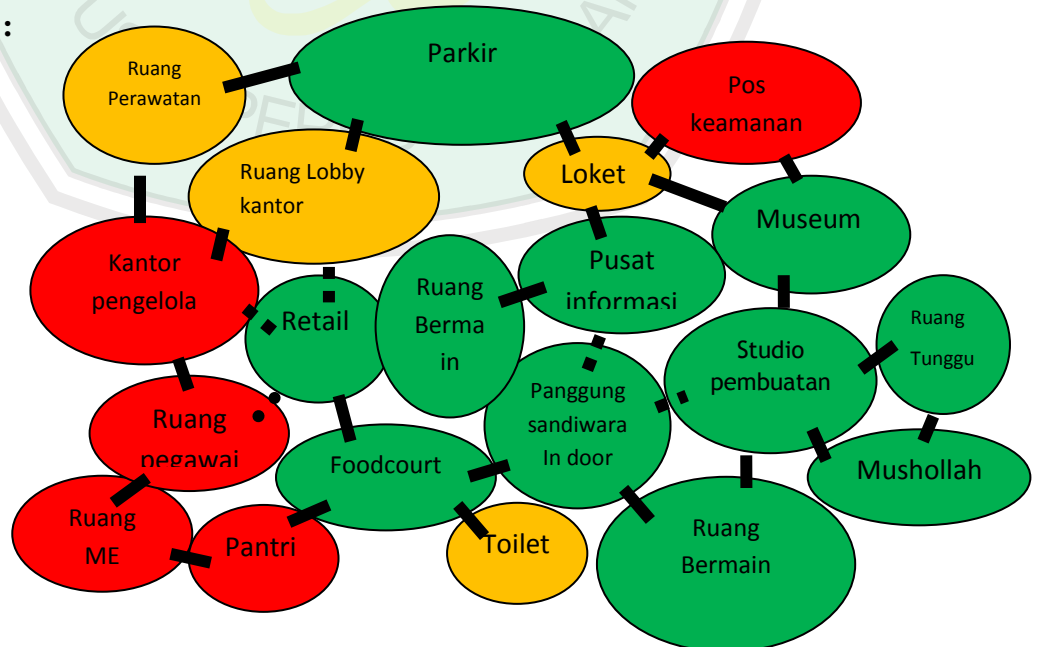 :
Parkir
Ruang
Perawatan
Pos
keamanan
Ruang Lobby
kantor
Loket
Museum
Kantor
pengelola
Pusat
informasi
Ruang
Berma
in
Retail
Ruang
Tunggu
Studio
pembuatan
Panggung
sandiwara
In door
Ruang
pegawai
Foodcourt
Mushollah
Ruang
ME
Pantri
Toilet
Ruang
Bermain